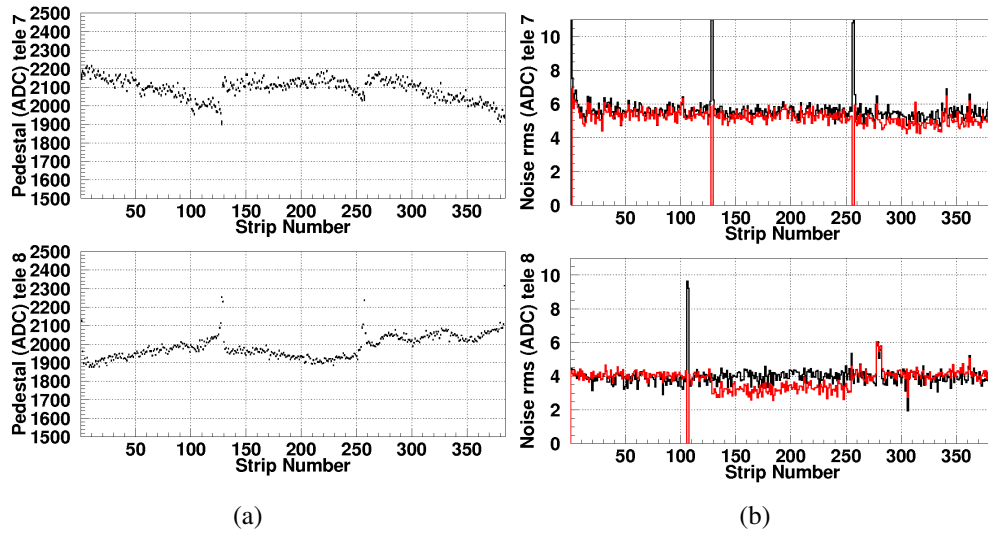 Pedestal (ADC) tele 7
2500
2400
2300
2200
2100
2000
1900
1800
1700
1600
1500
50 100 150 200 250 300 350
Strip Number
Noise rms (ADC) tele 7
10
8
6
4
2
0
50 100 150 200 250 300 350
Strip Number
Pedestal (ADC) tele 8
2500
2400
2300
2200
2100
2000
1900
1800
1700
1600
1500
50 100 150 200 250 300 350
Strip Number
Noise rms (ADC) tele 8
10
8
6
4
2
0
50 100 150 200 250 300 350
Strip Number
(a)
(b)